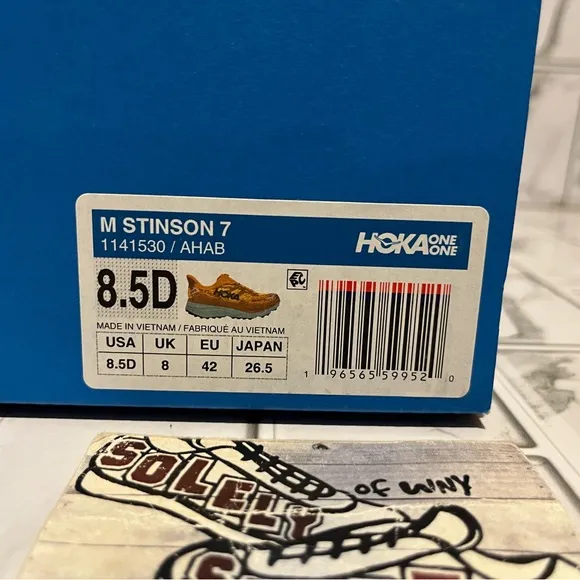 M STINSON 7
1141530 / AHAB
HOKA ONE ONE
8.5D
HOKA
MADE IN VIETNAM / FABRIQUÉ AU VIETNAM
USA UK EU JAPAN
8.5D 8 42 26.5
1 96565 59952 0
SOLELY
OF WNY